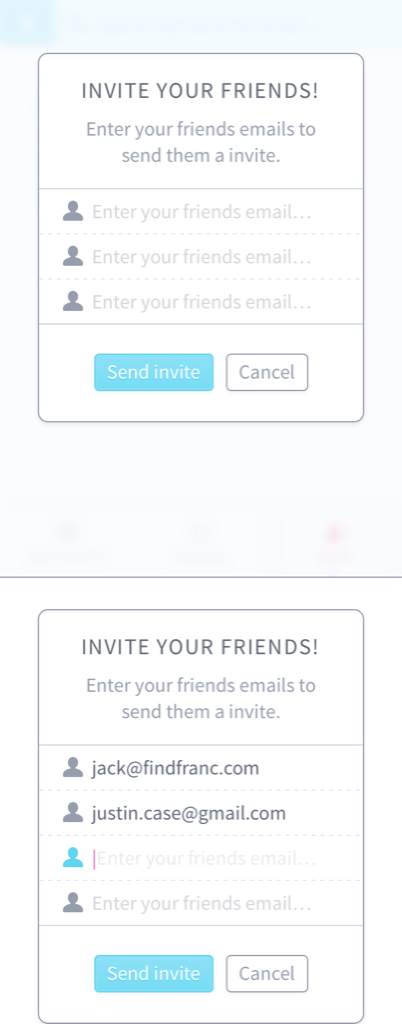 INVITE YOUR FRIENDS!
Enter your friends emails to
send them a invite.
Enter your friends email...
Enter your friends email...
Enter your friends email...
Send invite
Cancel
INVITE YOUR FRIENDS!
Enter your friends emails to
send them a invite.
jack@findfranc.com
justin.case@gmail.com
Enter your friends email...
Enter your friends email...
Send invite
Cancel